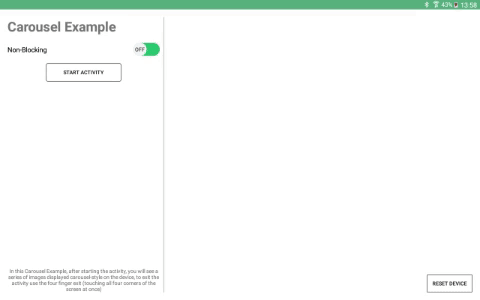 43% 13:58
Carousel Example
Non-Blocking
OFF
START ACTIVITY
In this Carousel Example, after starting the activity, you will see a
series of images displayed carousel-style on the device, to exit the
activity use the four finger exit (touching all four corners of the
screen at once)
RESET DEVICE